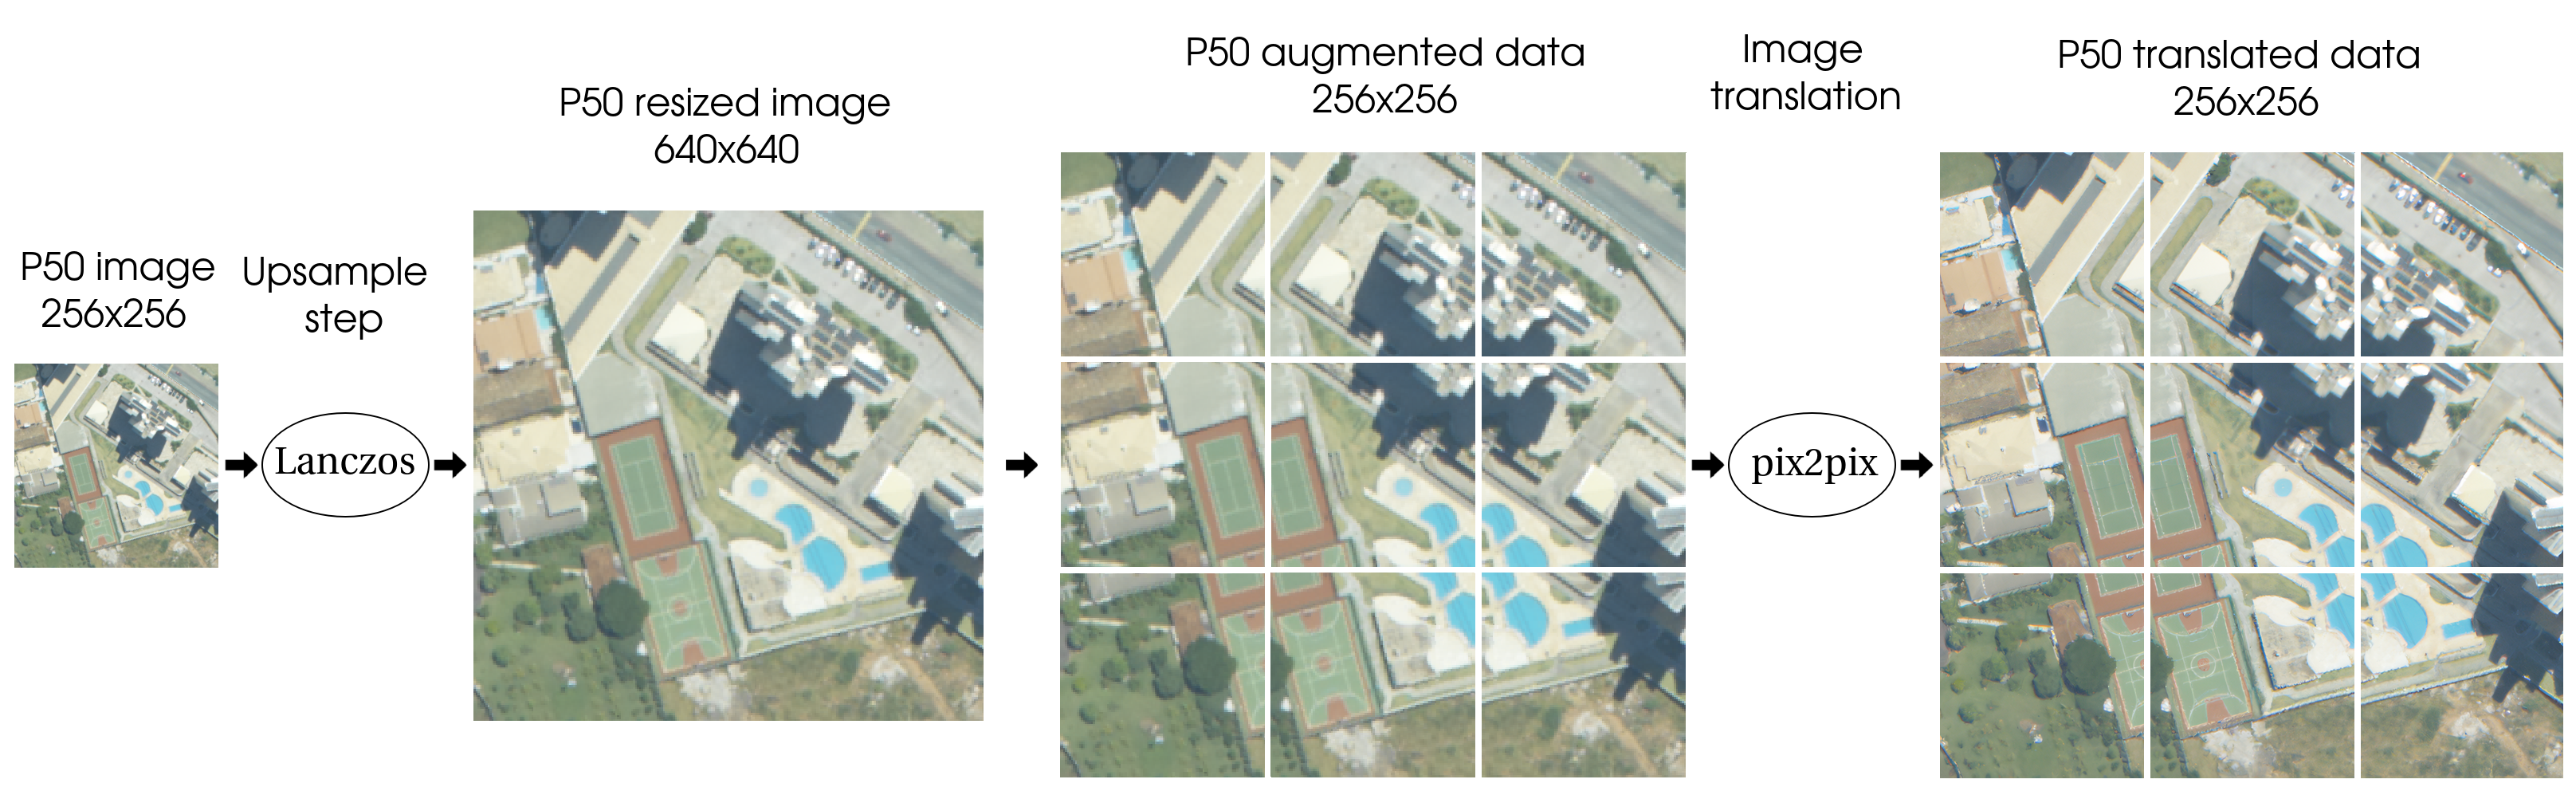 P50 image
256x256
Upsample
step
Lanczos
P50 resized image
640x640
P50 augmented data
256x256
Image
translation
pix2pix
P50 translated data
256x256